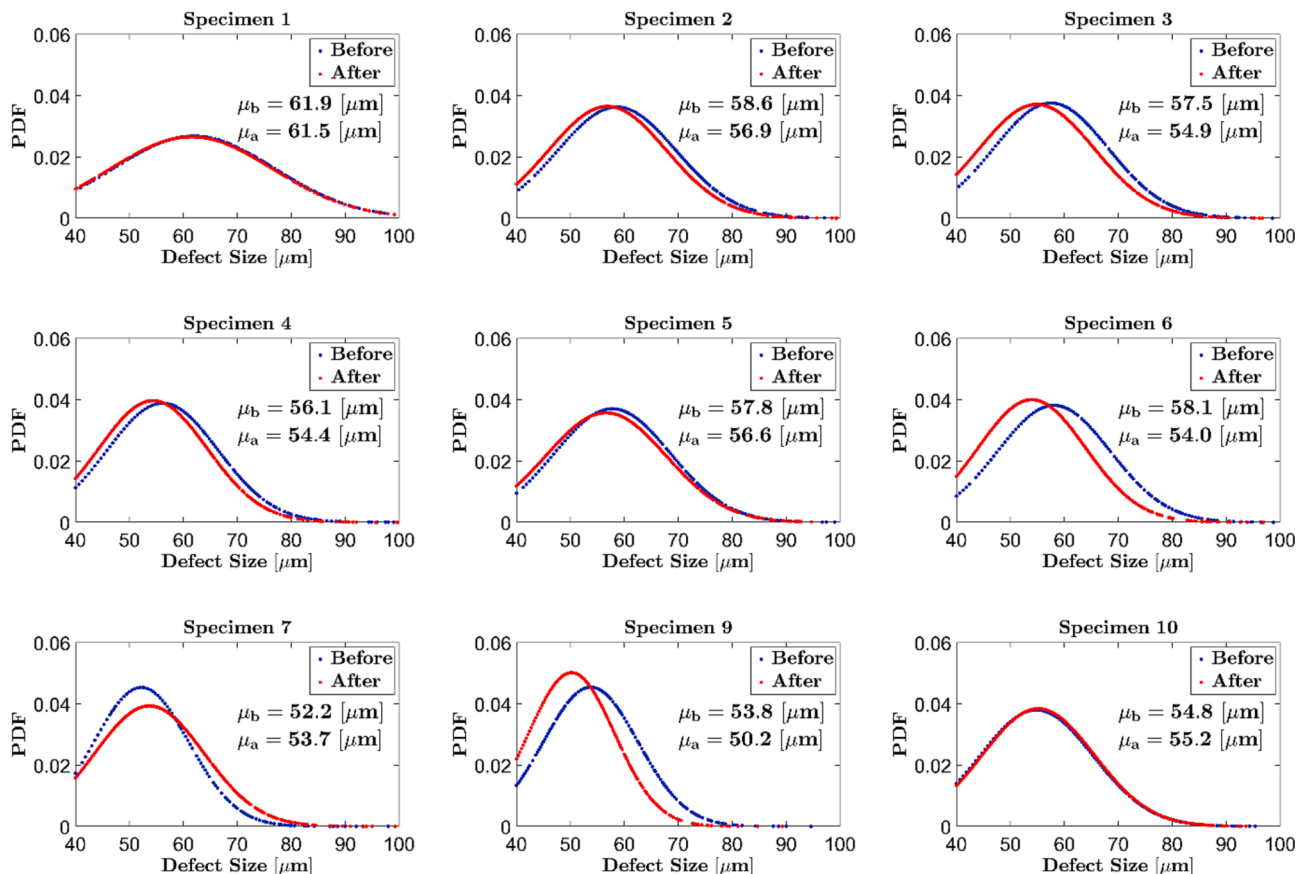 Specimen 1
0.06
0.04
0.02
0
PDF
Before
After
μb = 61.9 [μm]
μa = 61.5 [μm]
40 50 60 70 80 90 100
Defect Size [μm]
Specimen 2
0.06
0.04
0.02
0
PDF
Before
After
μb = 58.6 [μm]
μa = 56.9 [μm]
40 50 60 70 80 90 100
Defect Size [μm]
Specimen 3
0.06
0.04
0.02
0
PDF
Before
After
μb = 57.5 [μm]
μa = 54.9 [μm]
40 50 60 70 80 90 100
Defect Size [μm]
Specimen 4
0.06
0.04
0.02
0
PDF
Before
After
μb = 56.1 [μm]
μa = 54.4 [μm]
40 50 60 70 80 90 100
Defect Size [μm]
Specimen 5
0.06
0.04
0.02
0
PDF
Before
After
μb = 57.8 [μm]
μa = 56.6 [μm]
40 50 60 70 80 90 100
Defect Size [μm]
Specimen 6
0.06
0.04
0.02
0
PDF
Before
After
μb = 58.1 [μm]
μa = 54.0 [μm]
40 50 60 70 80 90 100
Defect Size [μm]
Specimen 7
0.06
0.04
0.02
0
PDF
Before
After
μb = 52.2 [μm]
μa = 53.7 [μm]
40 50 60 70 80 90 100
Defect Size [μm]
Specimen 9
0.06
0.04
0.02
0
PDF
Before
After
μb = 53.8 [μm]
μa = 50.2 [μm]
40 50 60 70 80 90 100
Defect Size [μm]
Specimen 10
0.06
0.04
0.02
0
PDF
Before
After
μb = 54.8 [μm]
μa = 55.2 [μm]
40 50 60 70 80 90 100
Defect Size [μm]